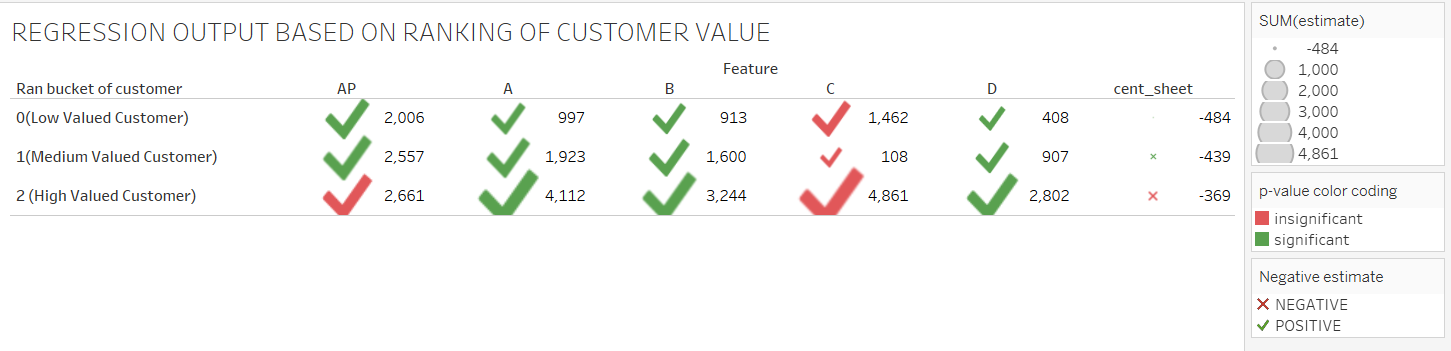 REGRESSION OUTPUT BASED ON RANKING OF CUSTOMER VALUE
Feature
Ran bucket of customer AP A B C D cent_sheet
0(Low Valued Customer) 2,006 997 913 1,462 408 -484
1(Medium Valued Customer) 2,557 1,923 1,600 108 907 -439
2 (High Valued Customer) 2,661 4,112 3,244 4,861 2,802 -369
SUM(estimate)
-484
1,000
2,000
3,000
4,000
4,861
p-value color coding
insignificant
significant
Negative estimate
NEGATIVE
POSITIVE